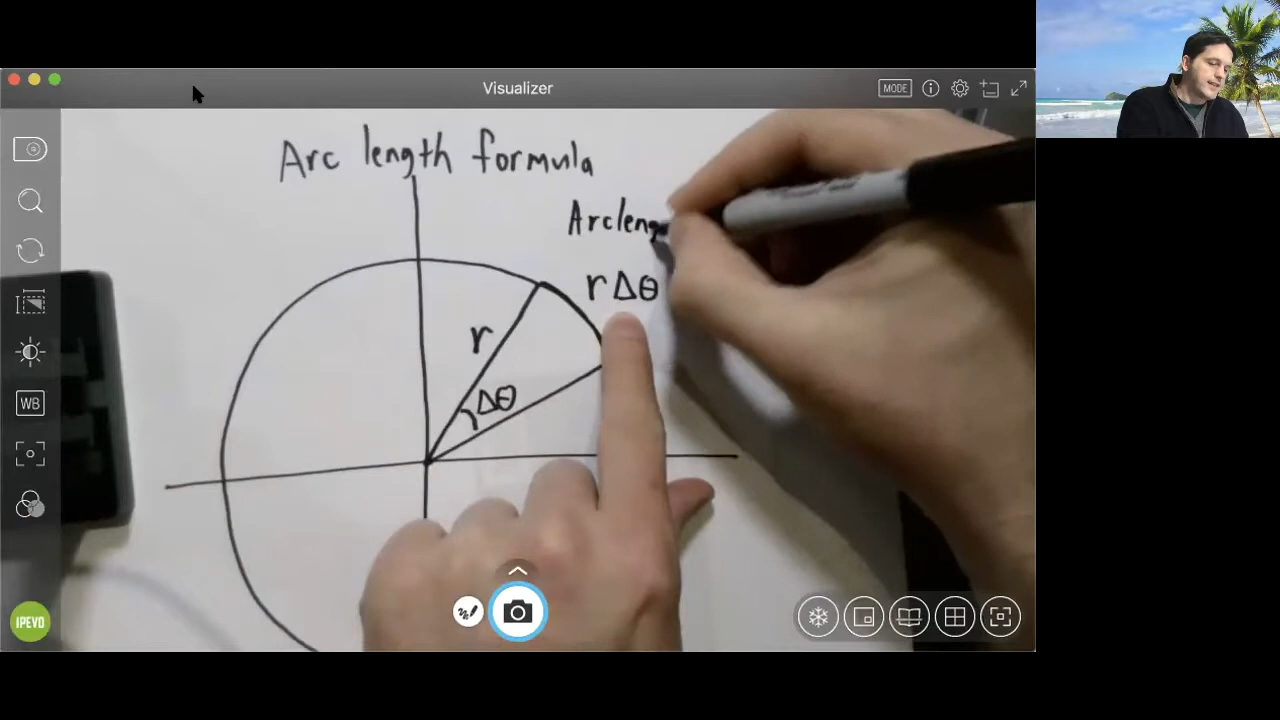 Visualizer
MODE
Arc length formula
Arcleng
rΔθ
r
Δθ
WB
IPEVO